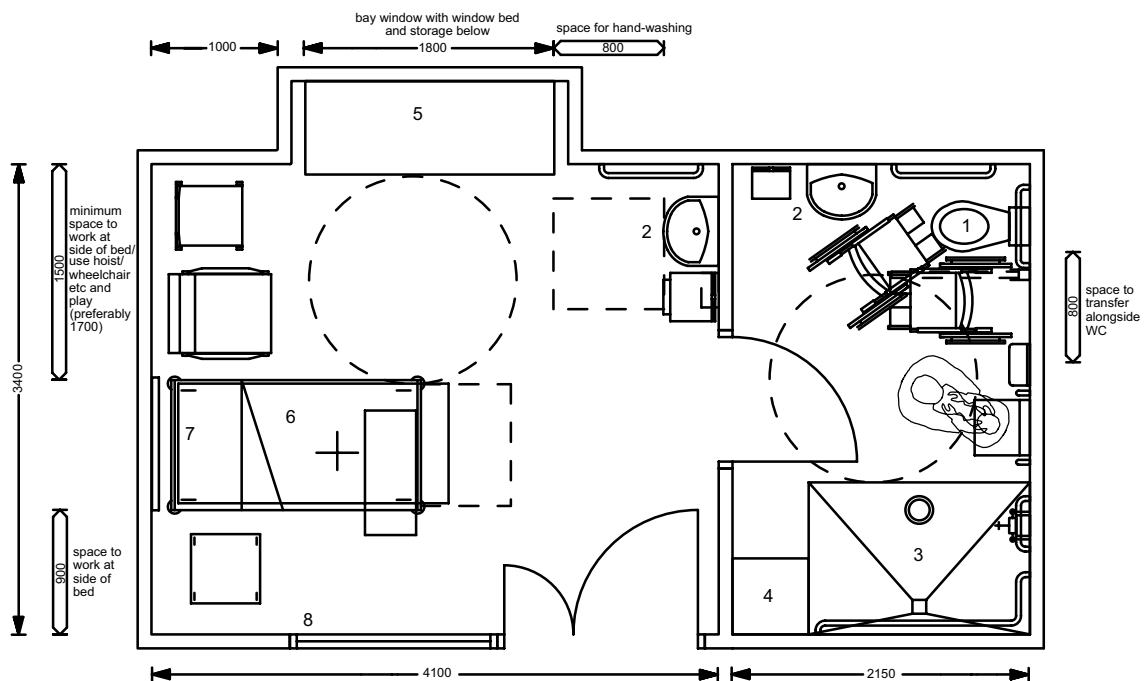 bay window with window bed
and storage below
space for hand-washing
1000
1800
800
5
minimum
space to
work at
side of bed/
use hoist/
wheelchair
etc and
play
(preferably
1700)
1500
3400
2
2
1
800
space to
transfer
alongside
WC
6
7
900
space to
work at
side of
bed
3
4
8
4100
2150